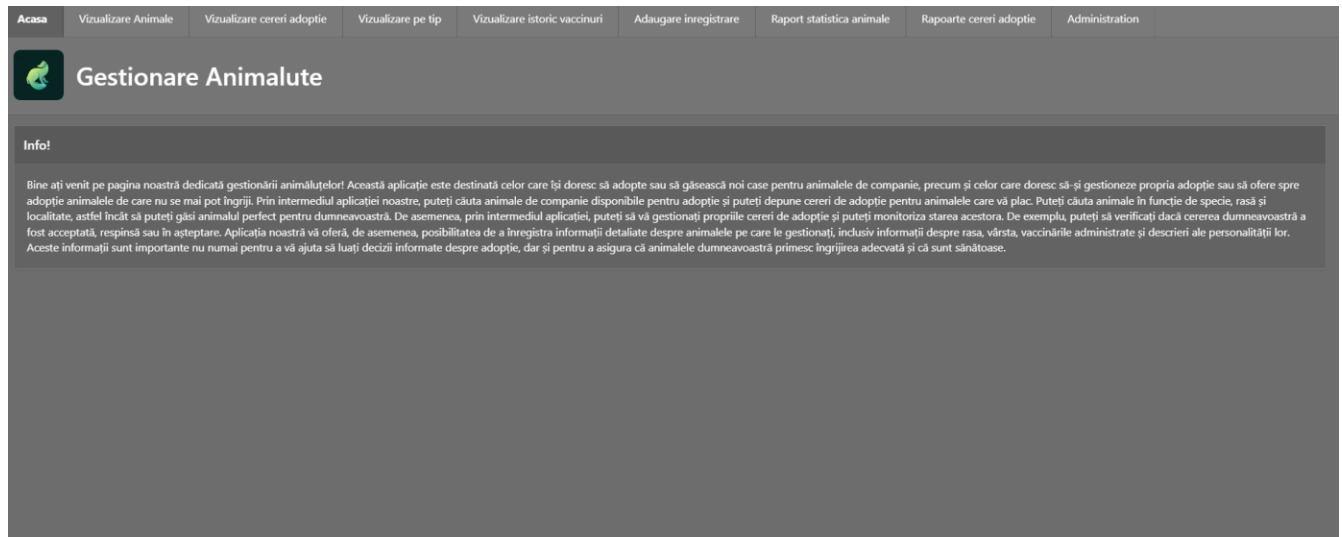 Acasa Vizualizare Animale Vizualizare cereri adoptie Vizualizare pe tip Vizualizare istoric vaccinuri Adaugare inregistrare Raport statistica animale Rapoarte cereri adoptie Administration
Gestionare Animalute
Info!
Bine ați venit pe pagina noastră dedicată gestionării animăluțelor! Această aplicație este destinată celor care își doresc să adopte sau să găsească noi case pentru animalele de companie, precum și celor care doresc să-și gestioneze propria adopție sau să ofere spre
adopție animalele de care nu se mai pot îngriji. Prin intermediul aplicației noastre, puteți căuta animale de companie disponibile pentru adopție și puteți depune cereri de adopție pentru animalele care vă plac. Puteți căuta animale în funcție de specie, rasă și
localitate, astfel încât să puteți găsi animalul perfect pentru dumneavoastră. De asemenea, prin intermediul aplicației, puteți să vă gestionați propriile cereri de adopție și puteți monitoriza starea acestora. De exemplu, puteți să verificați dacă cererea dumneavoastră a
fost acceptată, respinsă sau în așteptare. Aplicația noastră vă oferă, de asemenea, posibilitatea de a înregistra informații detaliate despre animalele pe care le gestionați, inclusiv informații despre rasa, vârsta, vaccinările administrate și descrieri ale personalității lor.
Aceste informații sunt importante nu numai pentru a vă ajuta să luați decizii informate despre adopție, dar și pentru a asigura că animalele dumneavoastră primesc îngrijirea adecvată și că sunt sănătoase.